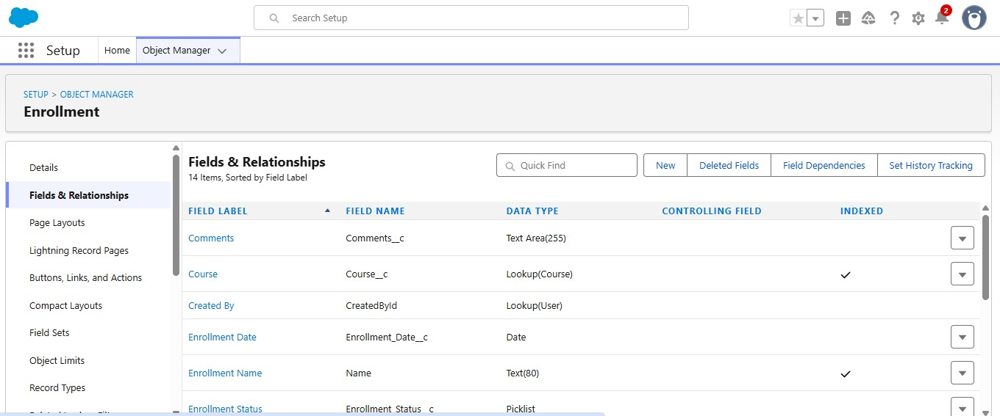 Search Setup
2
Setup
Home
Object Manager
SETUP > OBJECT MANAGER
Enrollment
Details
Fields & Relationships
Page Layouts
Lightning Record Pages
Buttons, Links, and Actions
Compact Layouts
Field Sets
Object Limits
Record Types
Fields & Relationships
14 Items, Sorted by Field Label
Quick Find
New
Deleted Fields
Field Dependencies
Set History Tracking
FIELD LABEL FIELD NAME DATA TYPE CONTROLLING FIELD INDEXED
Comments Comments__c Text Area(255)
Course Course__c Lookup(Course)
Created By CreatedById Lookup(User)
Enrollment Date Enrollment_Date__c Date
Enrollment Name Name Text(80)
Enrollment Status Enrollment_Status__c Picklist